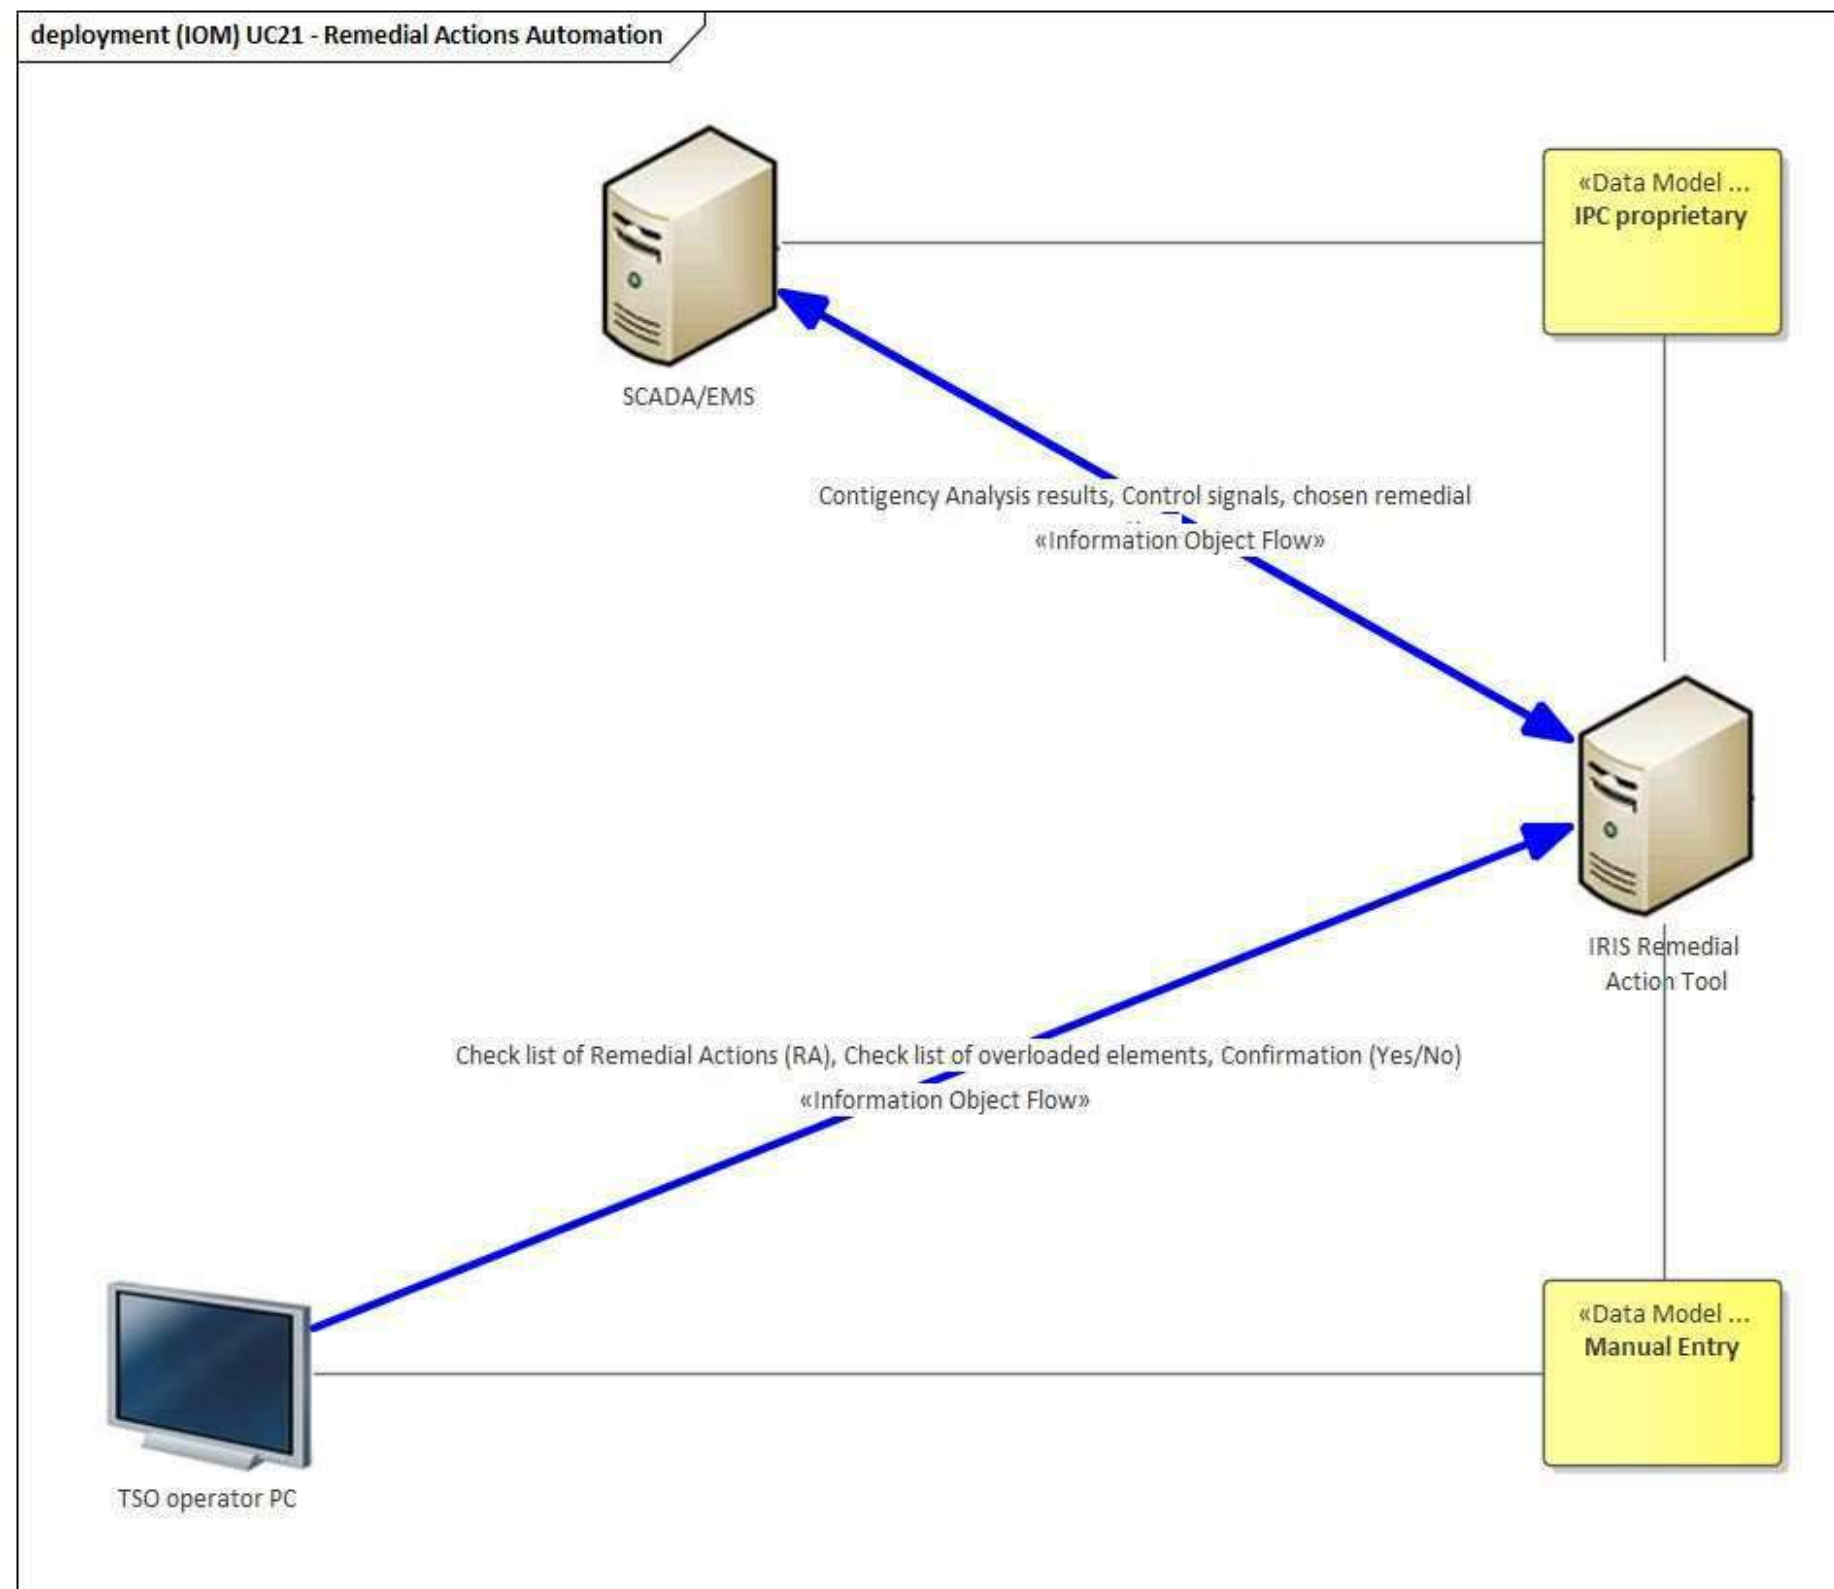 deployment (IOM) UC21 - Remedial Actions Automation
«Data Model ...
IPC proprietary
SCADA/EMS
Contigency Analysis results, Control signals, chosen remedial
«Information Object Flow»
IRIS Remedial
Action Tool
Check list of Remedial Actions (RA), Check list of overloaded elements, Confirmation (Yes/No)
«Information Object Flow»
«Data Model ...
Manual Entry
TSO operator PC